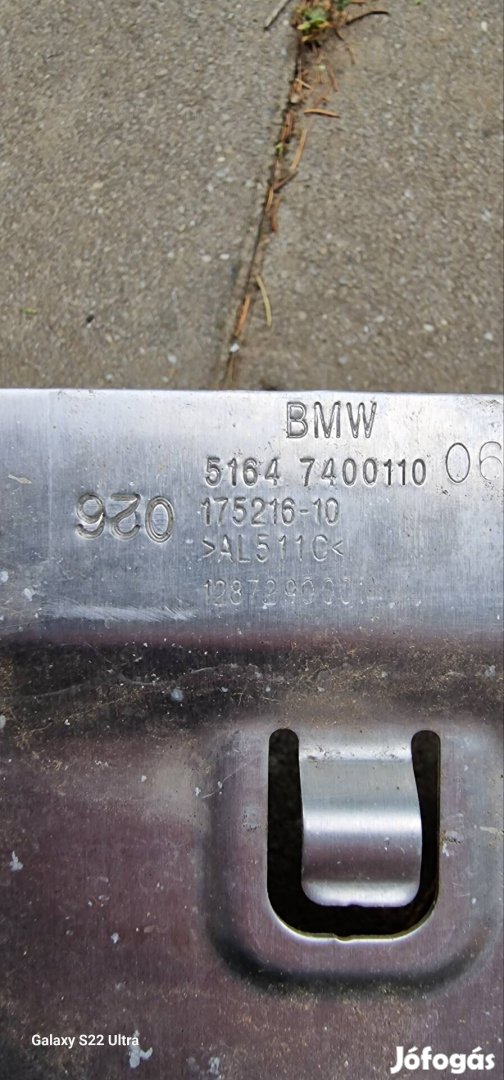 BMW
5164 7400110 06
026
175216-10
>AL511C<
Galaxy S22 Ultra
Jófogás